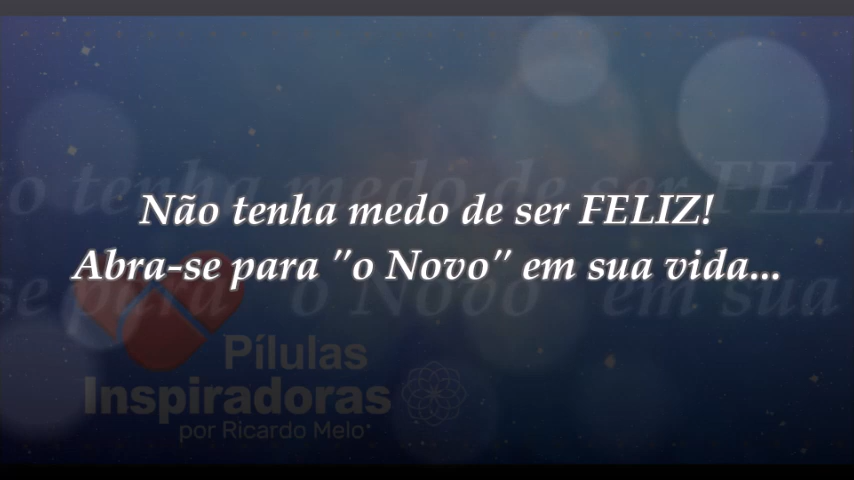 Não tenha medo de ser FELIZ!
Abra-se para "o Novo" em sua vida...
Pílulas
Inspiradoras
por Ricardo Melo